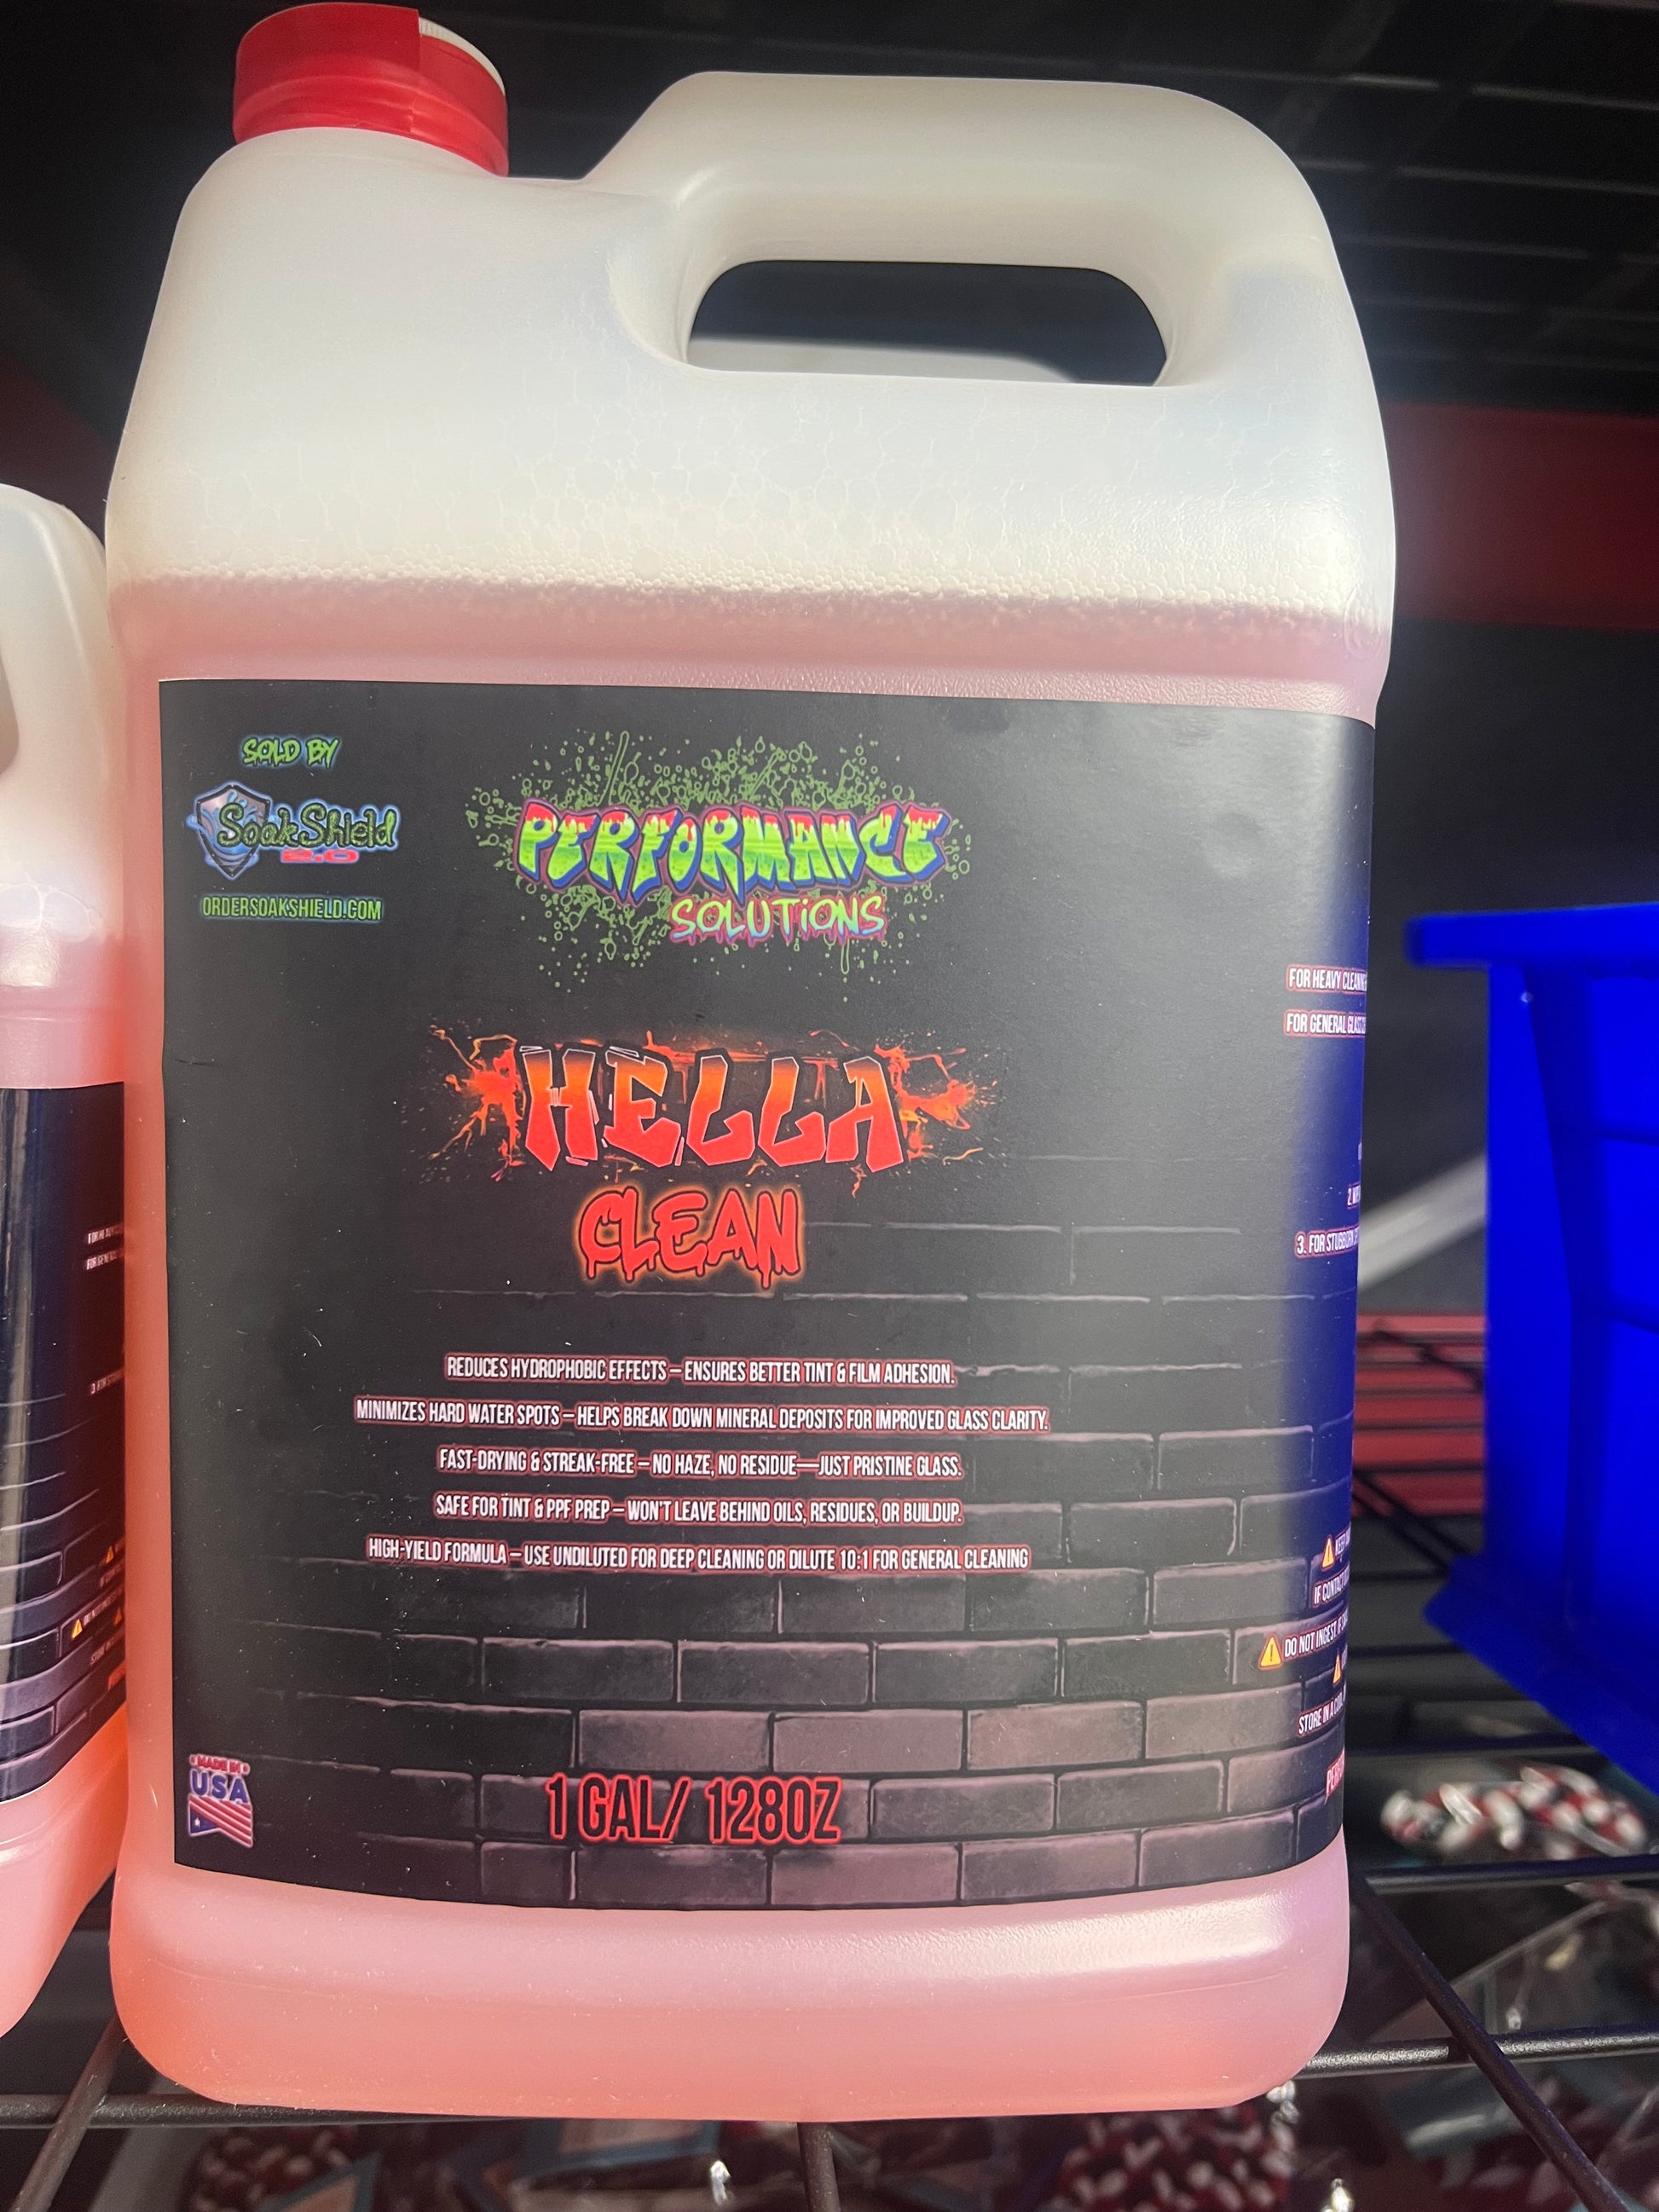 SOLD BY
SoakShield
2.0
ORDERSOAKSHIELD.COM
PERFORMANCE
SOLUTIONS
HELLA
CLEAN
REDUCES HYDROPHOBIC EFFECTS – ENSURES BETTER TINT & FILM ADHESION.
MINIMIZES HARD WATER SPOTS – HELPS BREAK DOWN MINERAL DEPOSITS FOR IMPROVED GLASS CLARITY.
FAST-DRYING & STREAK-FREE – NO HAZE, NO RESIDUE—JUST PRISTINE GLASS.
SAFE FOR TINT & PPF PREP – WON'T LEAVE BEHIND OILS, RESIDUES, OR BUILDUP.
HIGH-YIELD FORMULA – USE UNDILUTED FOR DEEP CLEANING OR DILUTE 10:1 FOR GENERAL CLEANING
MADE IN
USA
1 GAL/ 128OZ
FOR HEAVY
FOR GENERAL
3. FOR STUBBORN
IF CONTACT
DO NOT INGEST. IF
STORE IN A